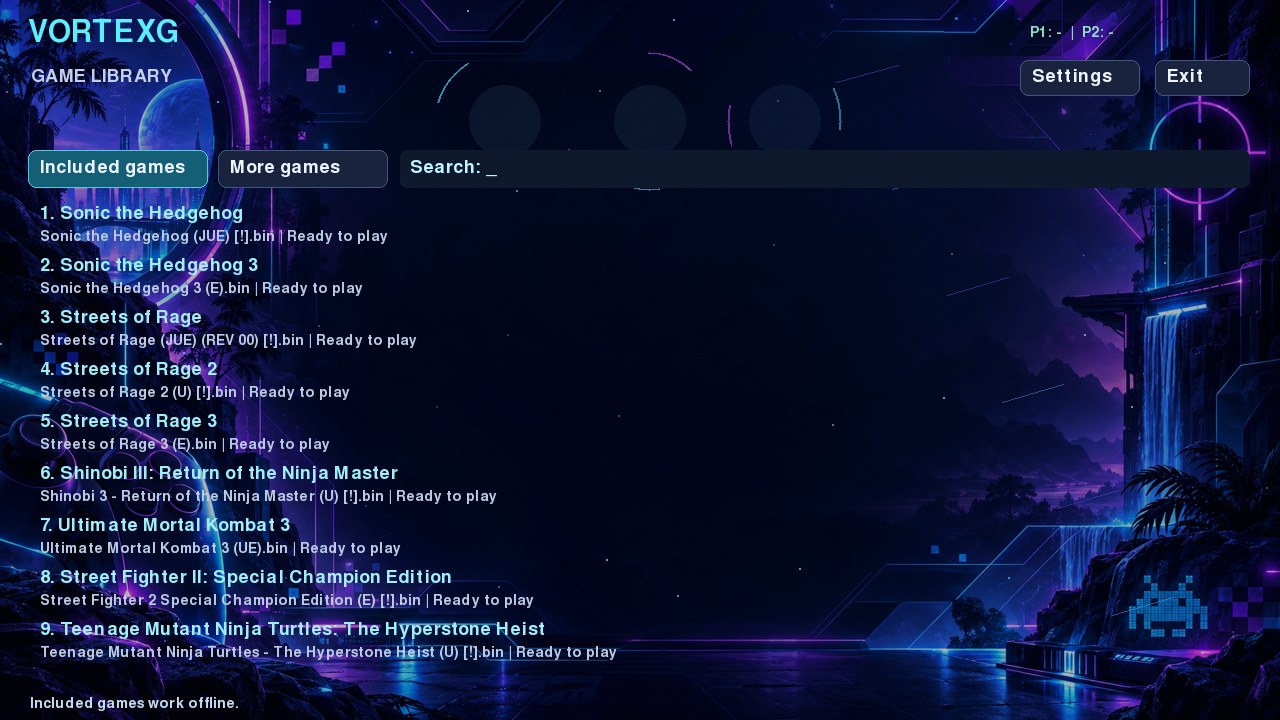 VORTEXG
P1: - | P2: -
GAME LIBRARY
Settings
Exit
Included games
More games
Search: _
1. Sonic the Hedgehog
Sonic the Hedgehog (JUE) [!].bin | Ready to play
2. Sonic the Hedgehog 3
Sonic the Hedgehog 3 (E).bin | Ready to play
3. Streets of Rage
Streets of Rage (JUE) (REV 00) [!].bin | Ready to play
4. Streets of Rage 2
Streets of Rage 2 (U) [!].bin | Ready to play
5. Streets of Rage 3
Streets of Rage 3 (E).bin | Ready to play
6. Shinobi III: Return of the Ninja Master
Shinobi 3 - Return of the Ninja Master (U) [!].bin | Ready to play
7. Ultimate Mortal Kombat 3
Ultimate Mortal Kombat 3 (UE).bin | Ready to play
8. Street Fighter II: Special Champion Edition
Street Fighter 2 Special Champion Edition (E) [!].bin | Ready to play
9. Teenage Mutant Ninja Turtles: The Hyperstone Heist
Teenage Mutant Ninja Turtles - The Hyperstone Heist (U) [!].bin | Ready to play
Included games work offline.